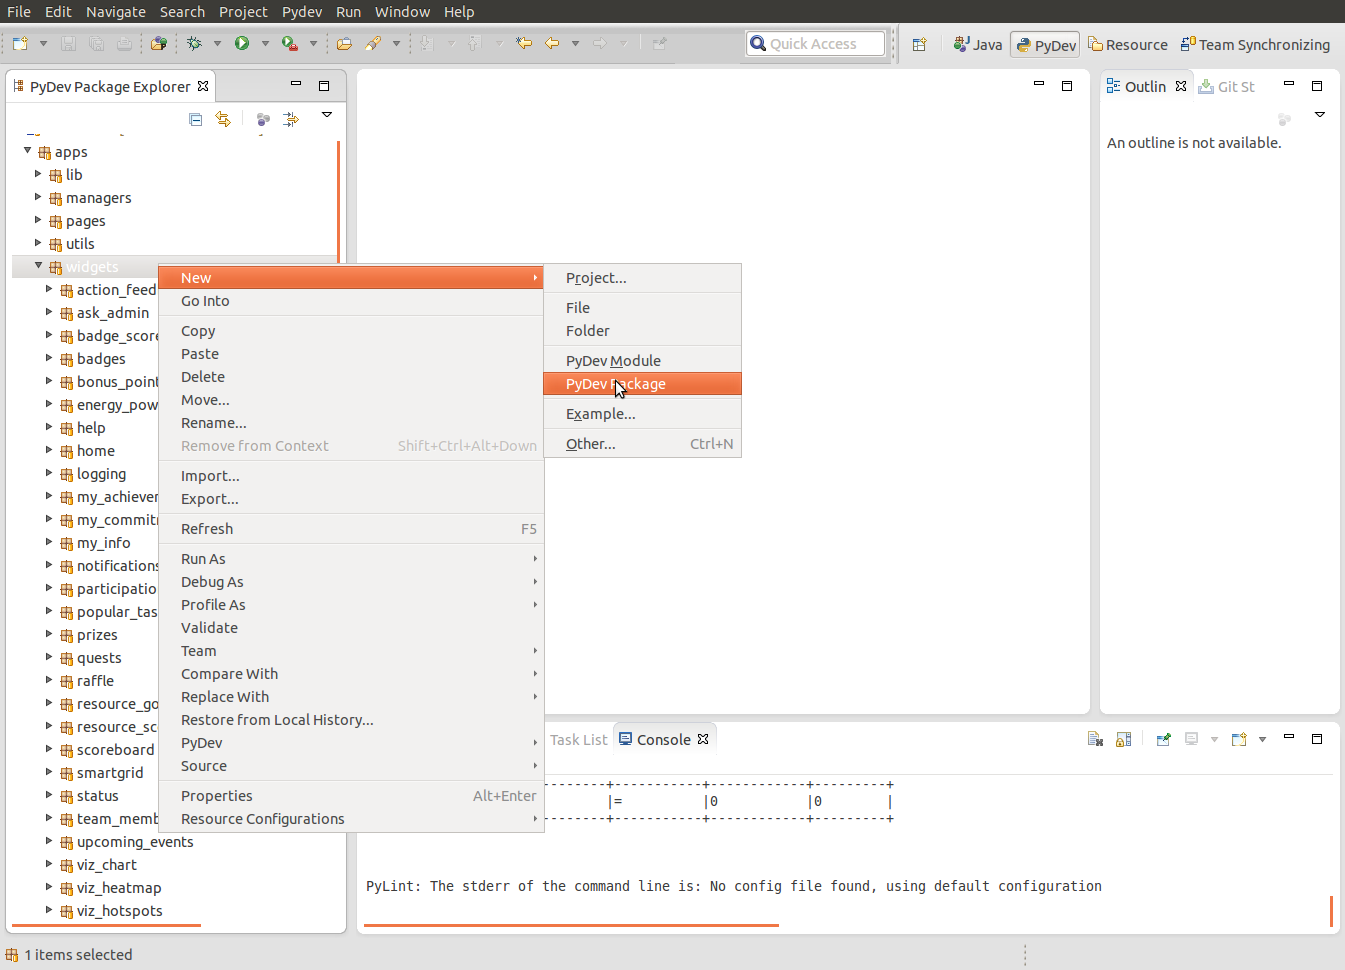 File Edit Navigate Search Project Pydev Run Window Help
Quick Access
Java
PyDev
Resource
Team Synchronizing
PyDev Package Explorer
Outlin
Git St
An outline is not available.
apps
lib
managers
pages
utils
widgets
action_feed
ask_admin
badge_score
badges
bonus_point
energy_pow
help
home
logging
my_achiever
my_commitr
my_info
notifications
participatio
popular_tas
prizes
quests
raffle
resource_go
resource_sc
scoreboard
smartgrid
status
team_memb
upcoming_events
viz_chart
viz_heatmap
viz_hotspots
New
Go Into
Copy
Paste
Delete
Move...
Rename...
Remove from Context Shift+Ctrl+Alt+Down
Import...
Export...
Refresh F5
Run As
Debug As
Profile As
Validate
Team
Compare With
Replace With
Restore from Local History...
PyDev
Source
Properties Alt+Enter
Resource Configurations
Project...
File
Folder
PyDev Module
PyDev Package
Example...
Other... Ctrl+N
Task List
Console
--------+-----------+------------+---------+
|= |0 |0 |
--------+-----------+------------+---------+
PyLint: The stderr of the command line is: No config file found, using default configuration
1 items selected